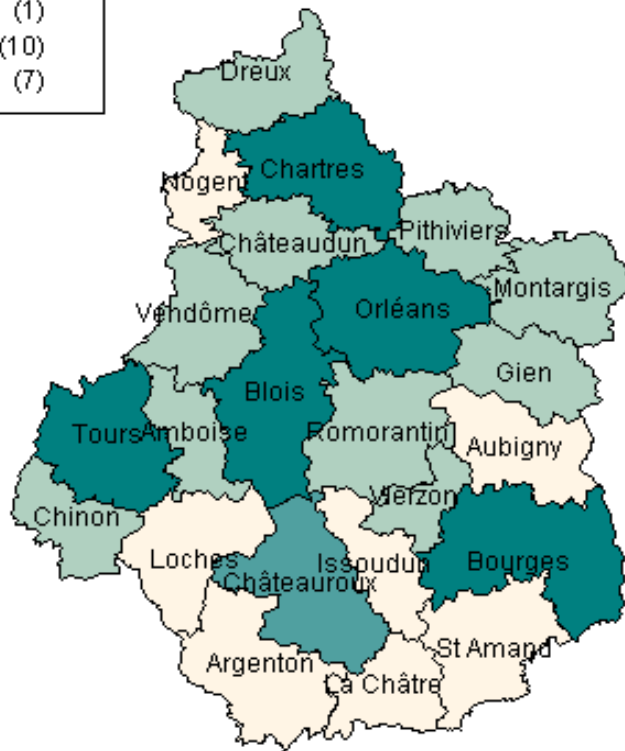 (1)
(10)
(7)
Dreux
Chartres
Nogent
Châteaudun
Pithiviers
Montargis
Vendôme
Orléans
Gien
Blois
Tours
Amboise
Romorantin
Aubigny
Vierzon
Chinon
Loches
Issoudun
Bourges
Châteauroux
St Amand
Argenton
La Châtre